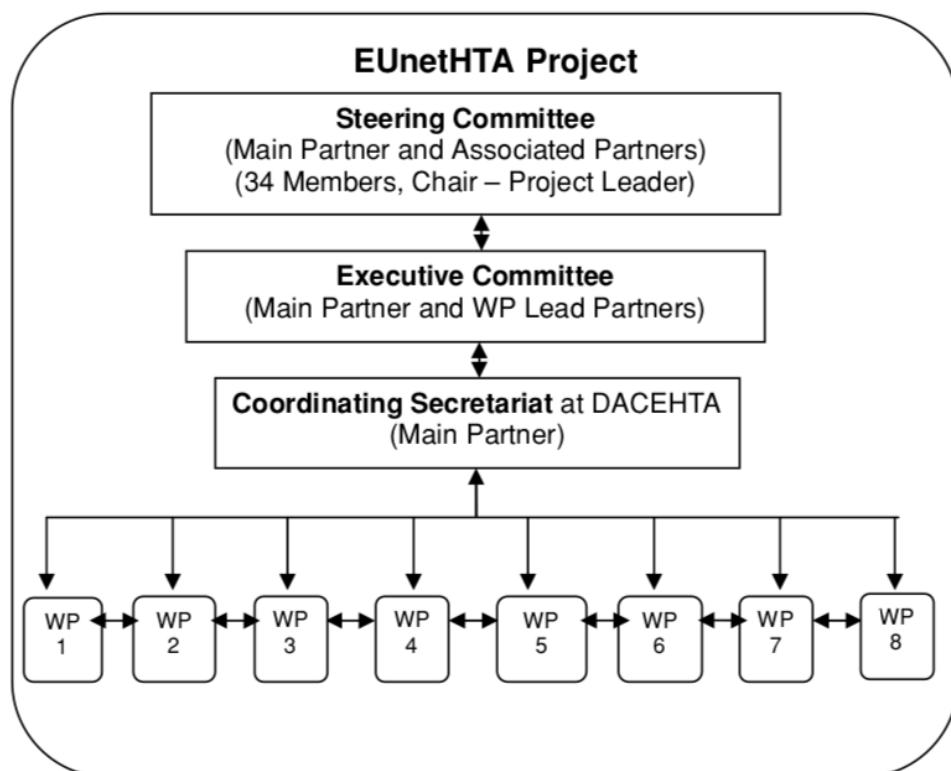 EUnetHTA Project
Steering Committee
(Main Partner and Associated Partners)
(34 Members, Chair – Project Leader)
Executive Committee
(Main Partner and WP Lead Partners)
Coordinating Secretariat at DACEHTA
(Main Partner)
WP
1
WP
2
WP
3
WP
4
WP
5
WP
6
WP
7
WP
8